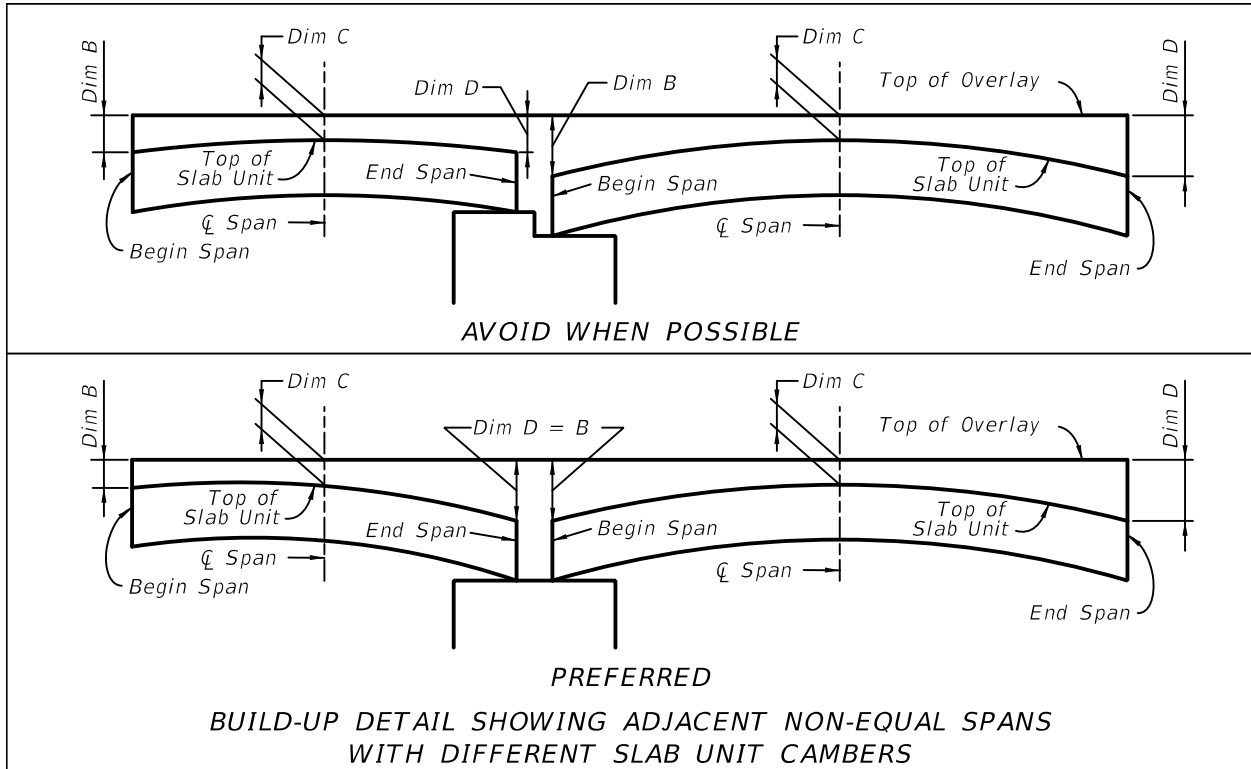 Dim B
Dim C
Dim D
Dim B
Dim C
Top of Overlay
Dim D
Top of
Slab Unit
End Span
Begin Span
Top of
Slab Unit
℄ Span
℄ Span
Begin Span
End Span
AVOID WHEN POSSIBLE
Dim B
Dim C
Dim D = B
Dim C
Top of Overlay
Dim D
Top of
Slab Unit
End Span
Begin Span
Top of
Slab Unit
℄ Span
℄ Span
Begin Span
End Span
PREFERRED
BUILD-UP DETAIL SHOWING ADJACENT NON-EQUAL SPANS
WITH DIFFERENT SLAB UNIT CAMBERS